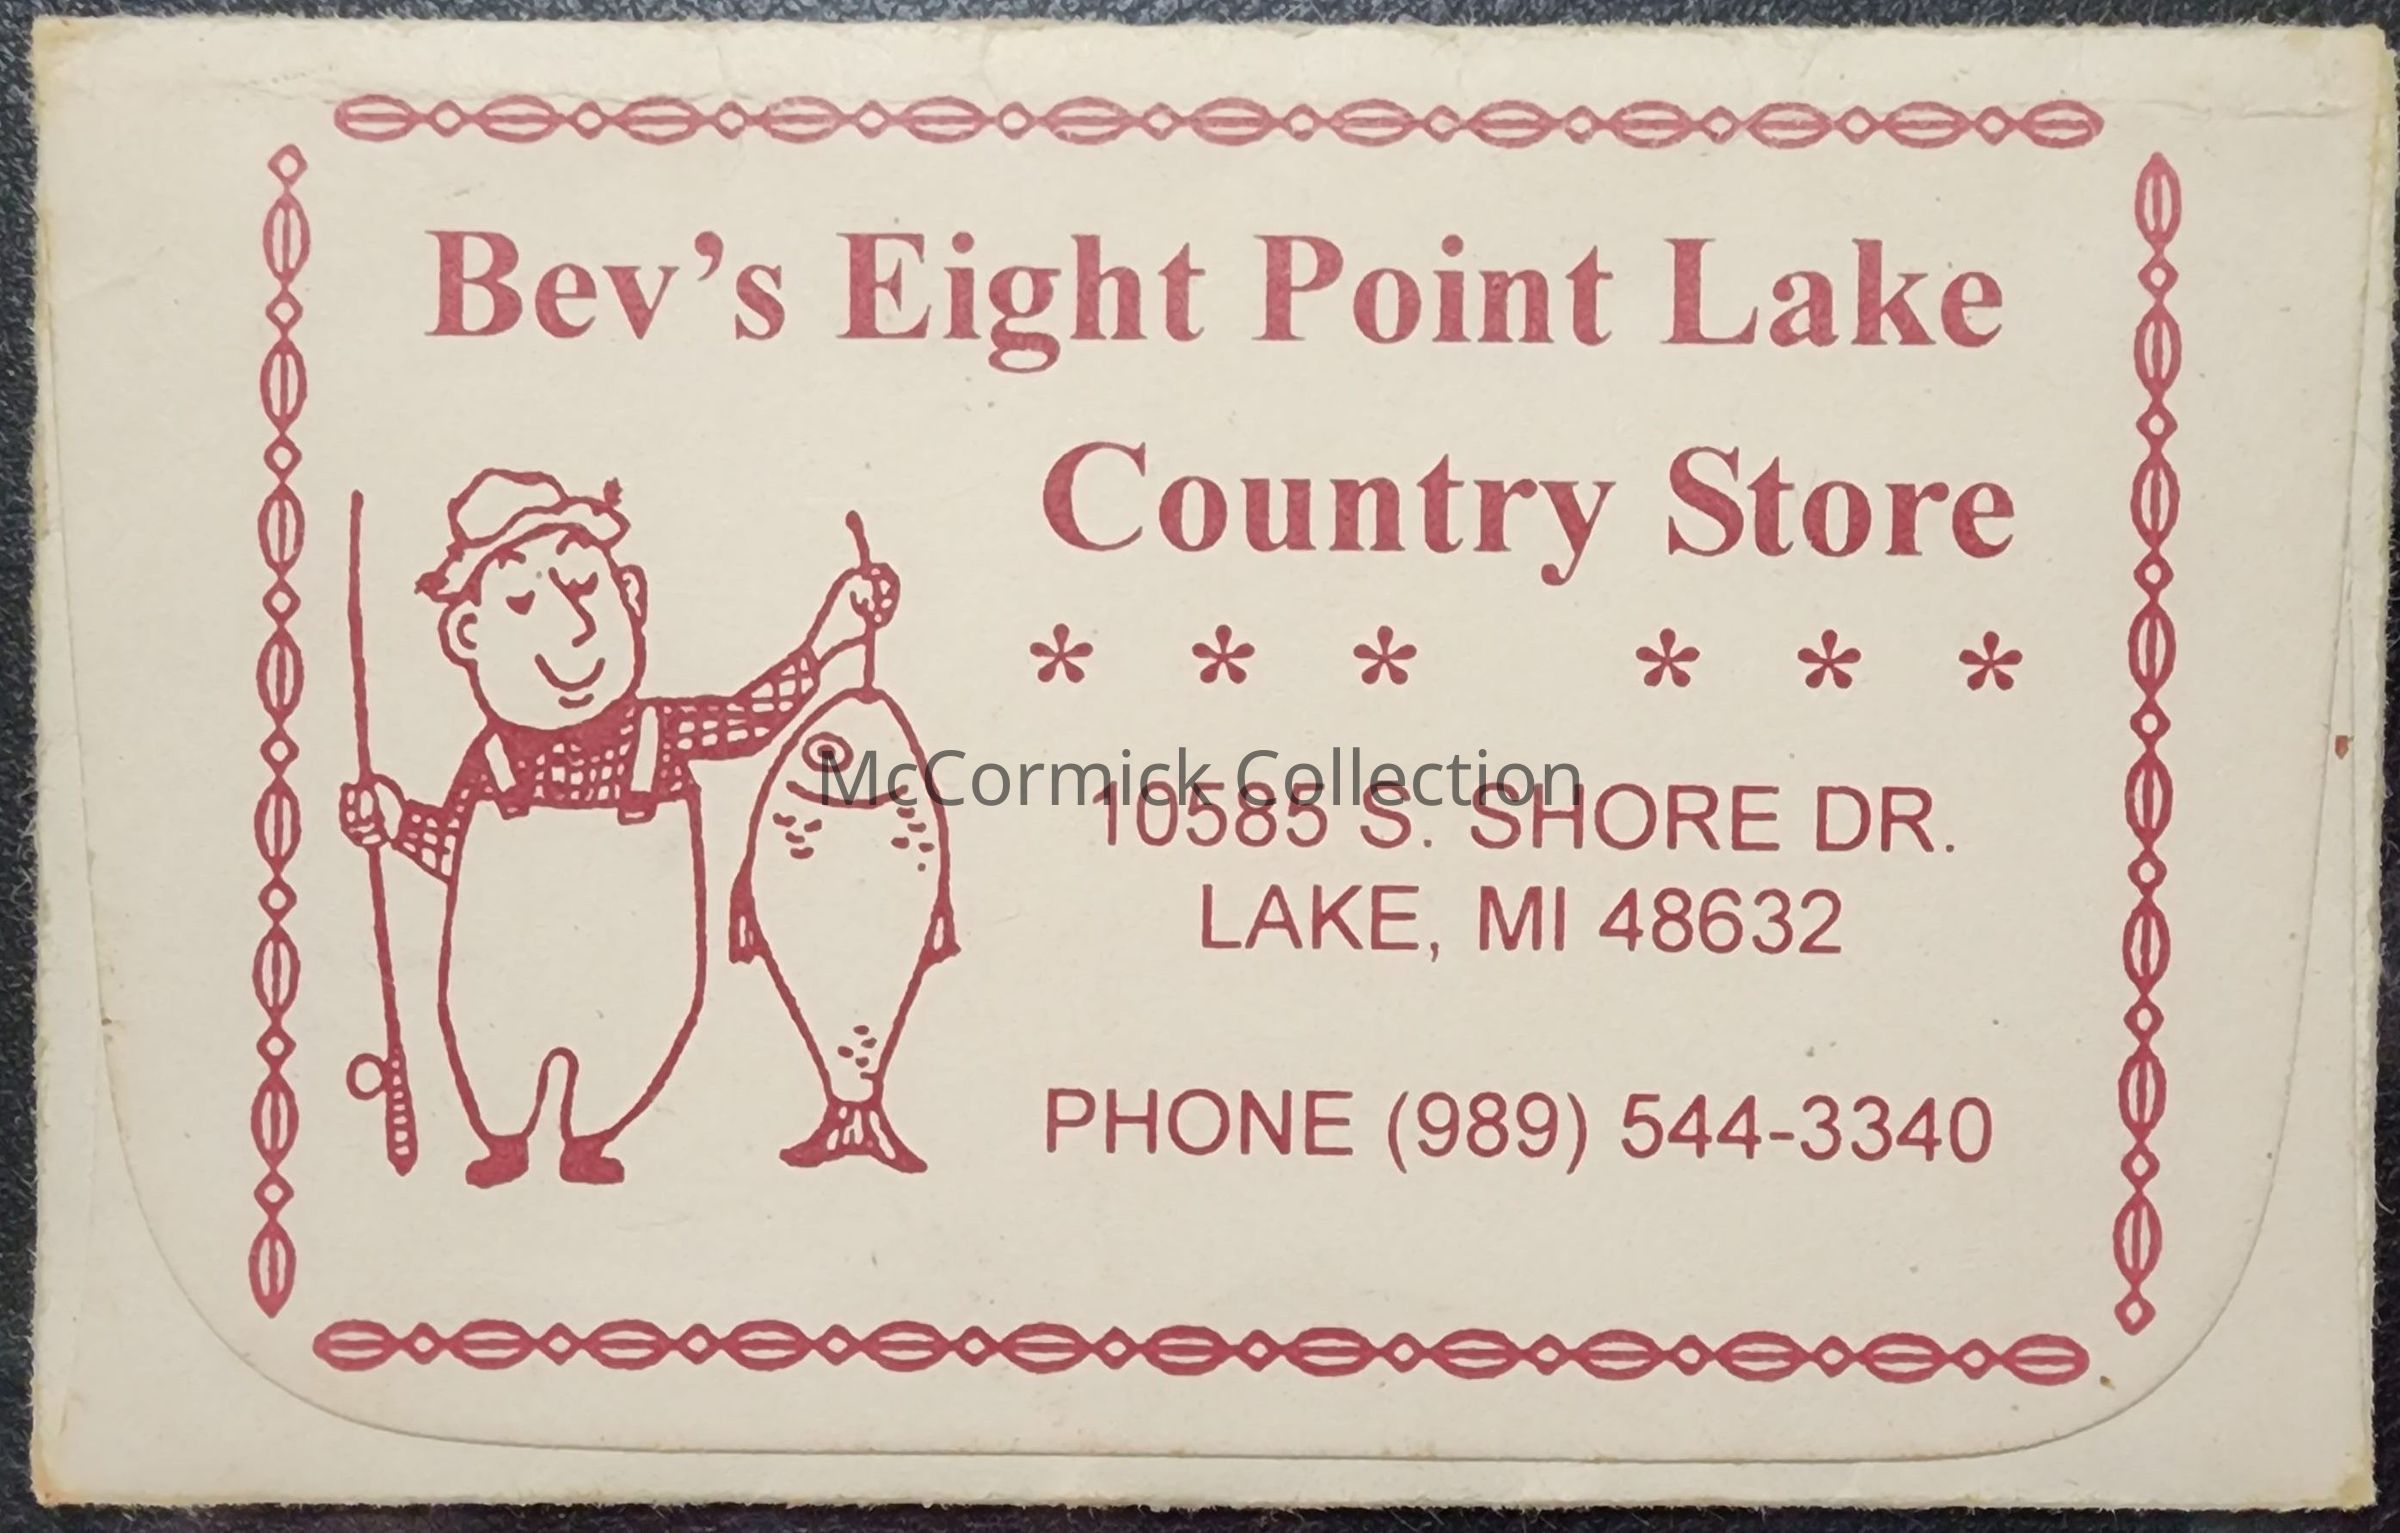 Bev’s Eight Point Lake
Country Store
* * * * * *
McCormick Collection
10585 S. SHORE DR.
LAKE, MI 48632
PHONE (989) 544-3340